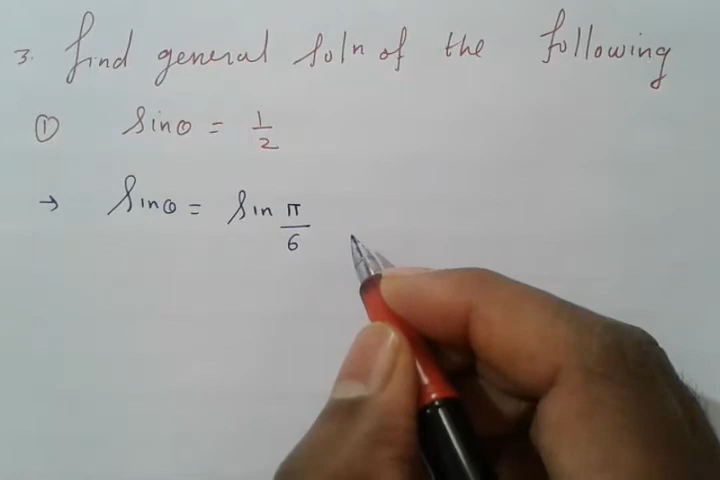 3. find general solⁿ of the following
① sinθ = 1/2
→ sinθ = sin π/6